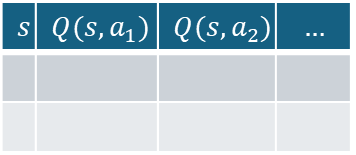 s Q(s, a₁) Q(s, a₂) ...